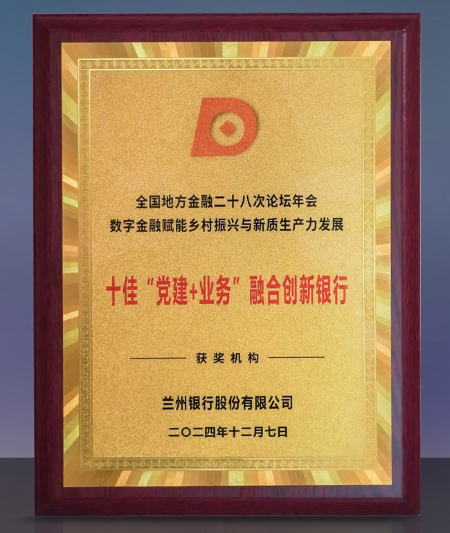 全国地方金融二十八次论坛年会
数字金融赋能乡村振兴与新质生产力发展
十佳“党建+业务”融合创新银行
获奖机构
兰州银行股份有限公司
二〇二四年十二月七日